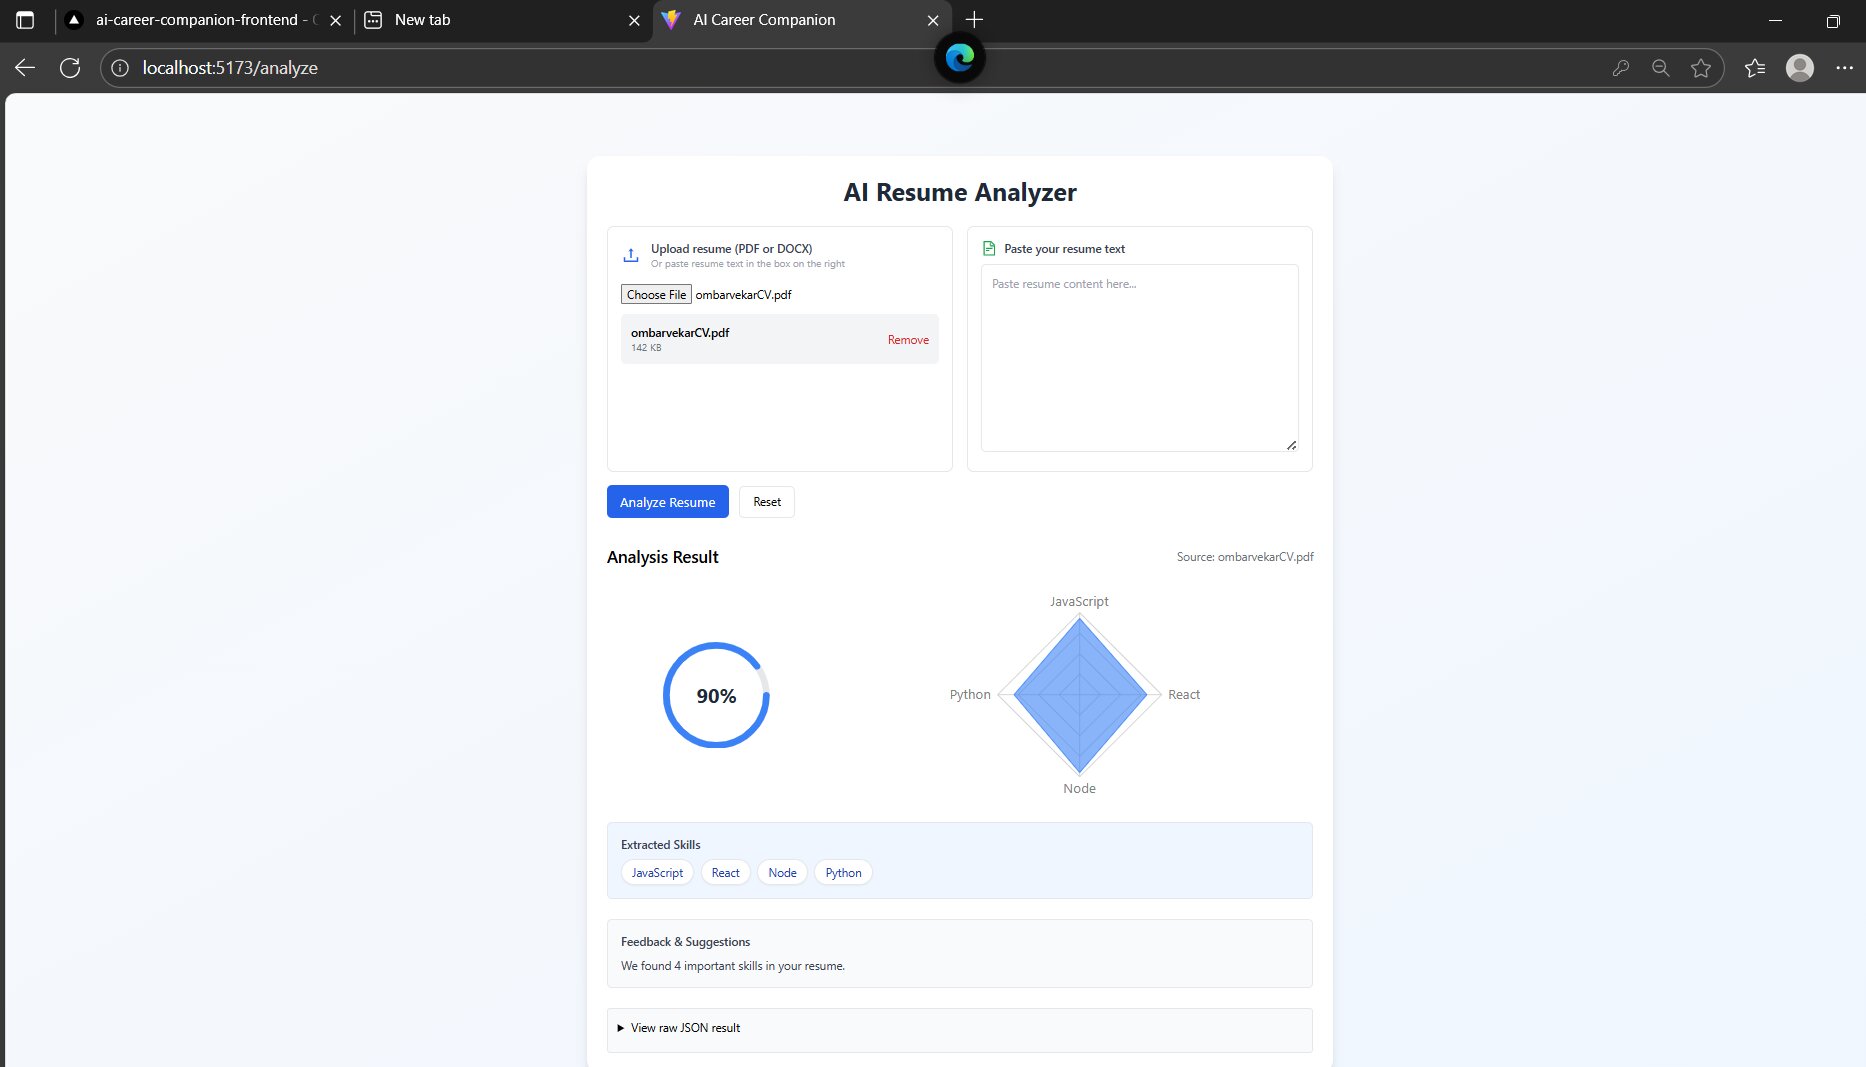 ai-career-companion-frontend -
New tab
AI Career Companion
localhost:5173/analyze
AI Resume Analyzer
Upload resume (PDF or DOCX)
Or paste resume text in the box on the right
Choose File ombarvekarCV.pdf
ombarvekarCV.pdf
142 KB
Remove
Paste your resume text
Paste resume content here...
Analyze Resume
Reset
Analysis Result
Source: ombarvekarCV.pdf
90%
JavaScript
Python
React
Node
Extracted Skills
JavaScript
React
Node
Python
Feedback & Suggestions
We found 4 important skills in your resume.
View raw JSON result